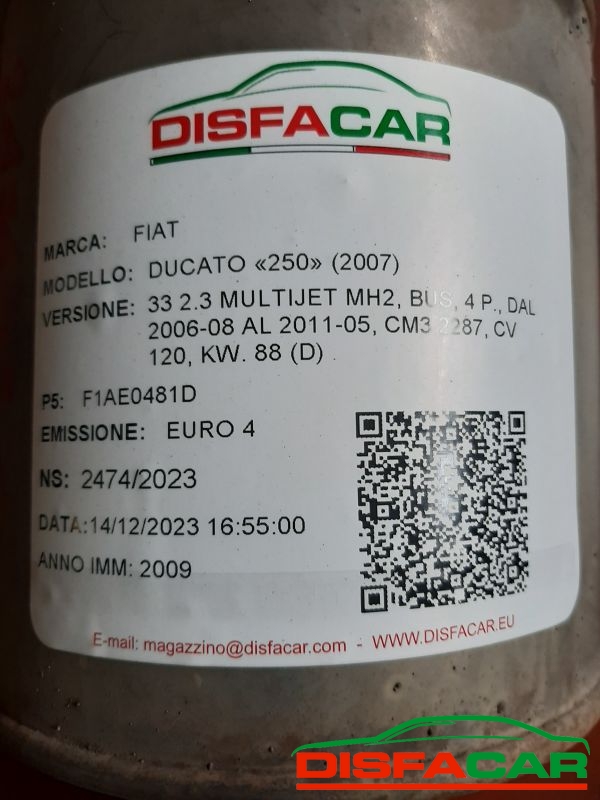 DISFACAR
MARCA: FIAT
MODELLO: DUCATO «250» (2007)
VERSIONE: 33 2.3 MULTIJET MH2, BUS, 4 P., DAL
2006-08 AL 2011-05, CM3 2287, CV
120, KW. 88 (D)
P5: F1AE0481D
EMISSIONE: EURO 4
NS: 2474/2023
DATA:14/12/2023 16:55:00
ANNO IMM: 2009
E-mail: magazzino@disfacar.com - WWW.DISFACAR.EU
DISFACAR